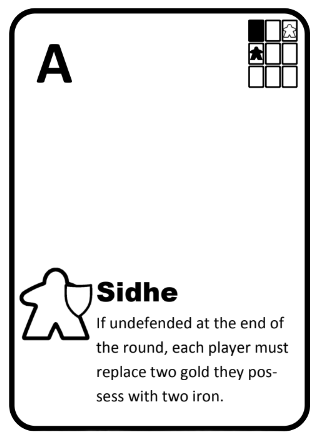 A
Sidhe
If undefended at the end of
the round, each player must
replace two gold they pos-
sess with two iron.